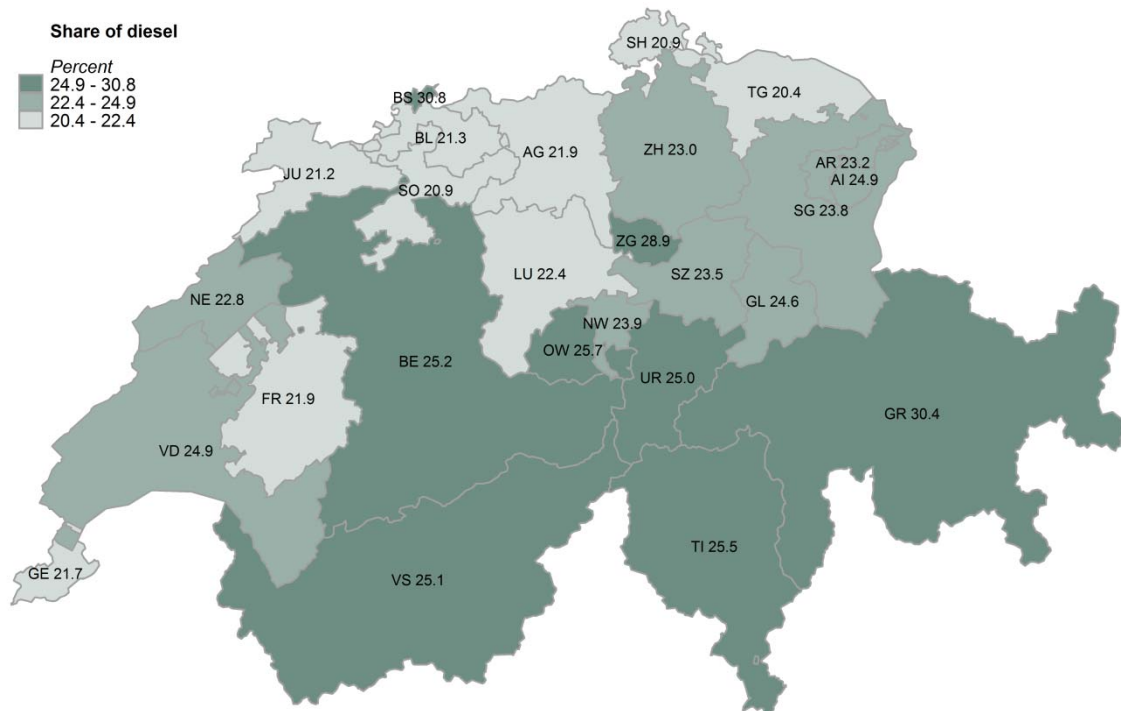 Share of diesel
Percent
24.9 - 30.8
22.4 - 24.9
20.4 - 22.4
SH 20.9
TG 20.4
BS 30.8
BL 21.3
AG 21.9
ZH 23.0
AR 23.2
AI 24.9
JU 21.2
SO 20.9
SG 23.8
ZG 28.9
LU 22.4
SZ 23.5
NE 22.8
GL 24.6
NW 23.9
OW 25.7
BE 25.2
UR 25.0
FR 21.9
GR 30.4
VD 24.9
TI 25.5
GE 21.7
VS 25.1